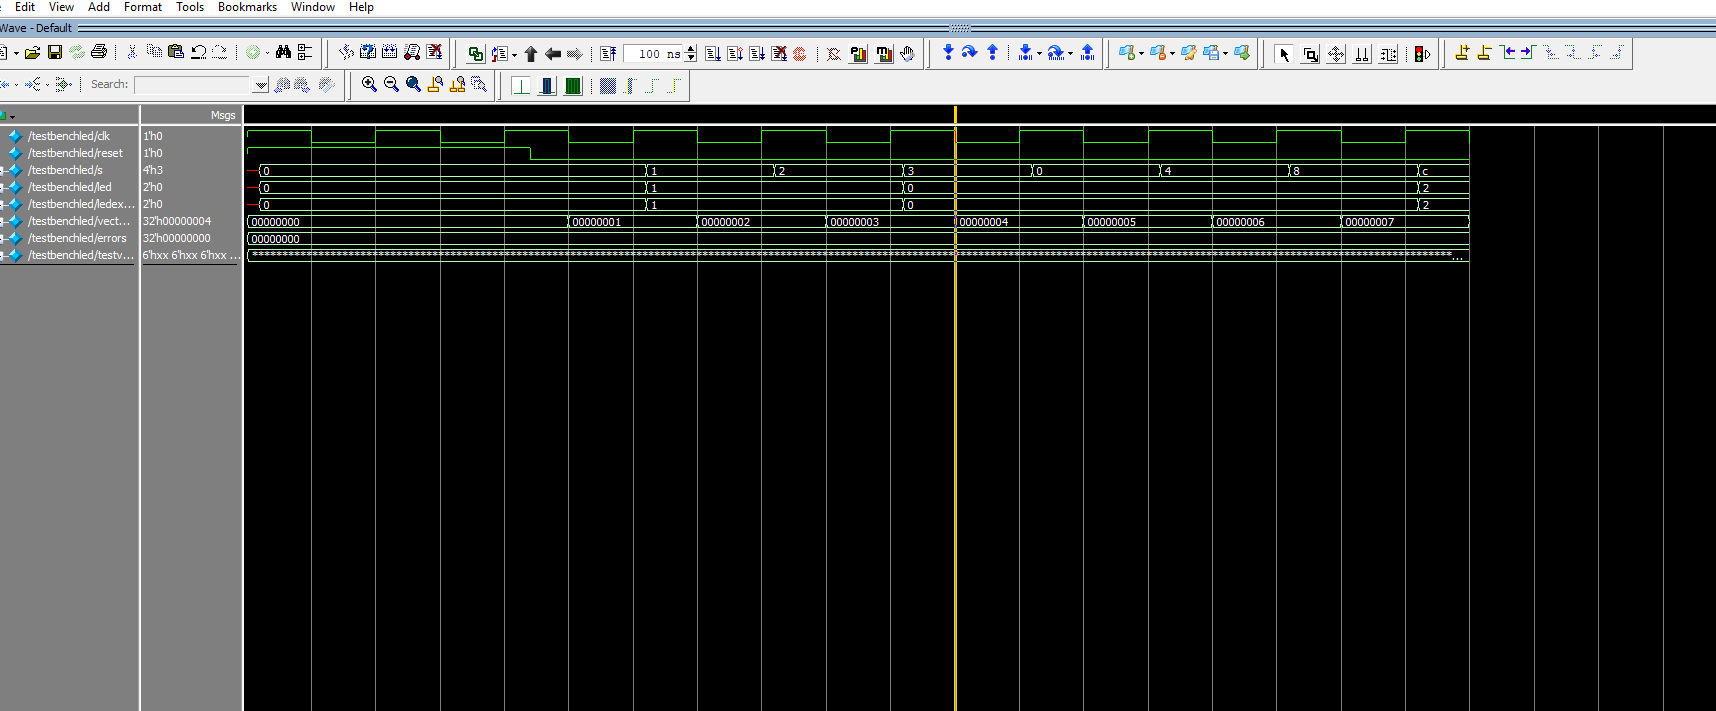 Edit View Add Format Tools Bookmarks Window Help
Wave - Default
100 ns
Search:
Msgs
/testbenchled/clk 1'h0
/testbenchled/reset 1'h0
/testbenchled/s 4'h3 0 1 2 3 0 4 8 c
/testbenchled/led 2'h0 0 1 0 2
/testbenchled/ledex... 2'h0 0 1 0 2
/testbenchled/vect... 32'h00000004 00000000 00000001 00000002 00000003 00000004 00000005 00000006 00000007
/testbenchled/errors 32'h00000000 00000000
/testbenchled/testv... 6'hxx 6'hxx 6'hxx ...